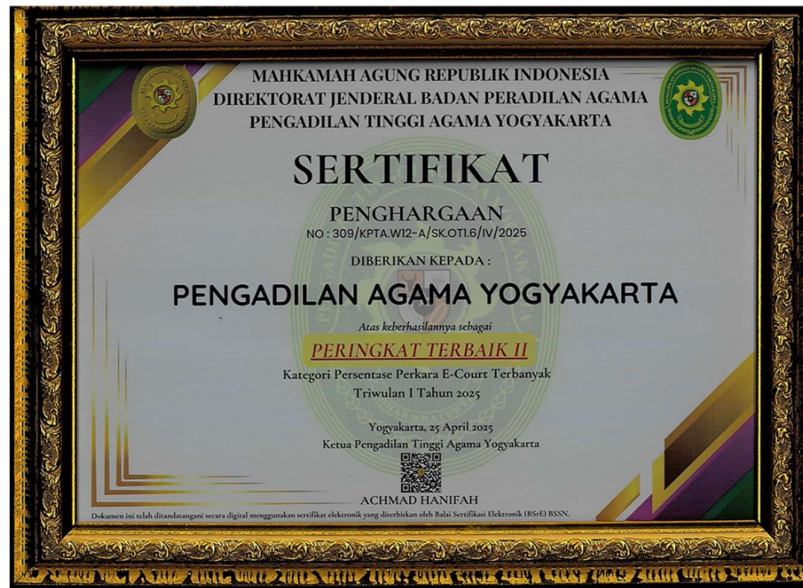 MAHKAMAH AGUNG REPUBLIK INDONESIA
DIREKTORAT JENDERAL BADAN PERADILAN AGAMA
PENGADILAN TINGGI AGAMA YOGYAKARTA
SERTIFIKAT
PENGHARGAAN
NO : 309/KPTA.W12-A/SK.OT1.6/IV/2025
DIBERIKAN KEPADA :
PENGADILAN AGAMA YOGYAKARTA
Atas keberhasilannya sebagai
PERINGKAT TERBAIK II
Kategori Persentase Perkara E-Court Terbanyak
Triwulan I Tahun 2025
Yogyakarta, 25 April 2025
Ketua Pengadilan Tinggi Agama Yogyakarta
ACHMAD HANIFAH
Dokumen ini telah ditandatangani secara digital menggunakan sertifikat elektronik yang diterbitkan oleh Balai Sertifikasi Elektronik (BSrE) BSSN.